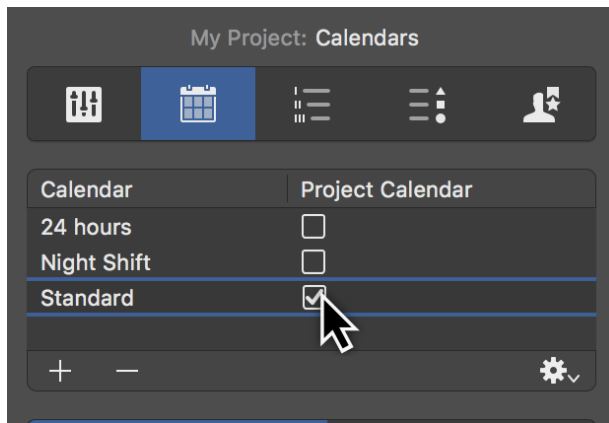 My Project: Calendars
Calendar Project Calendar
24 hours
Night Shift
Standard